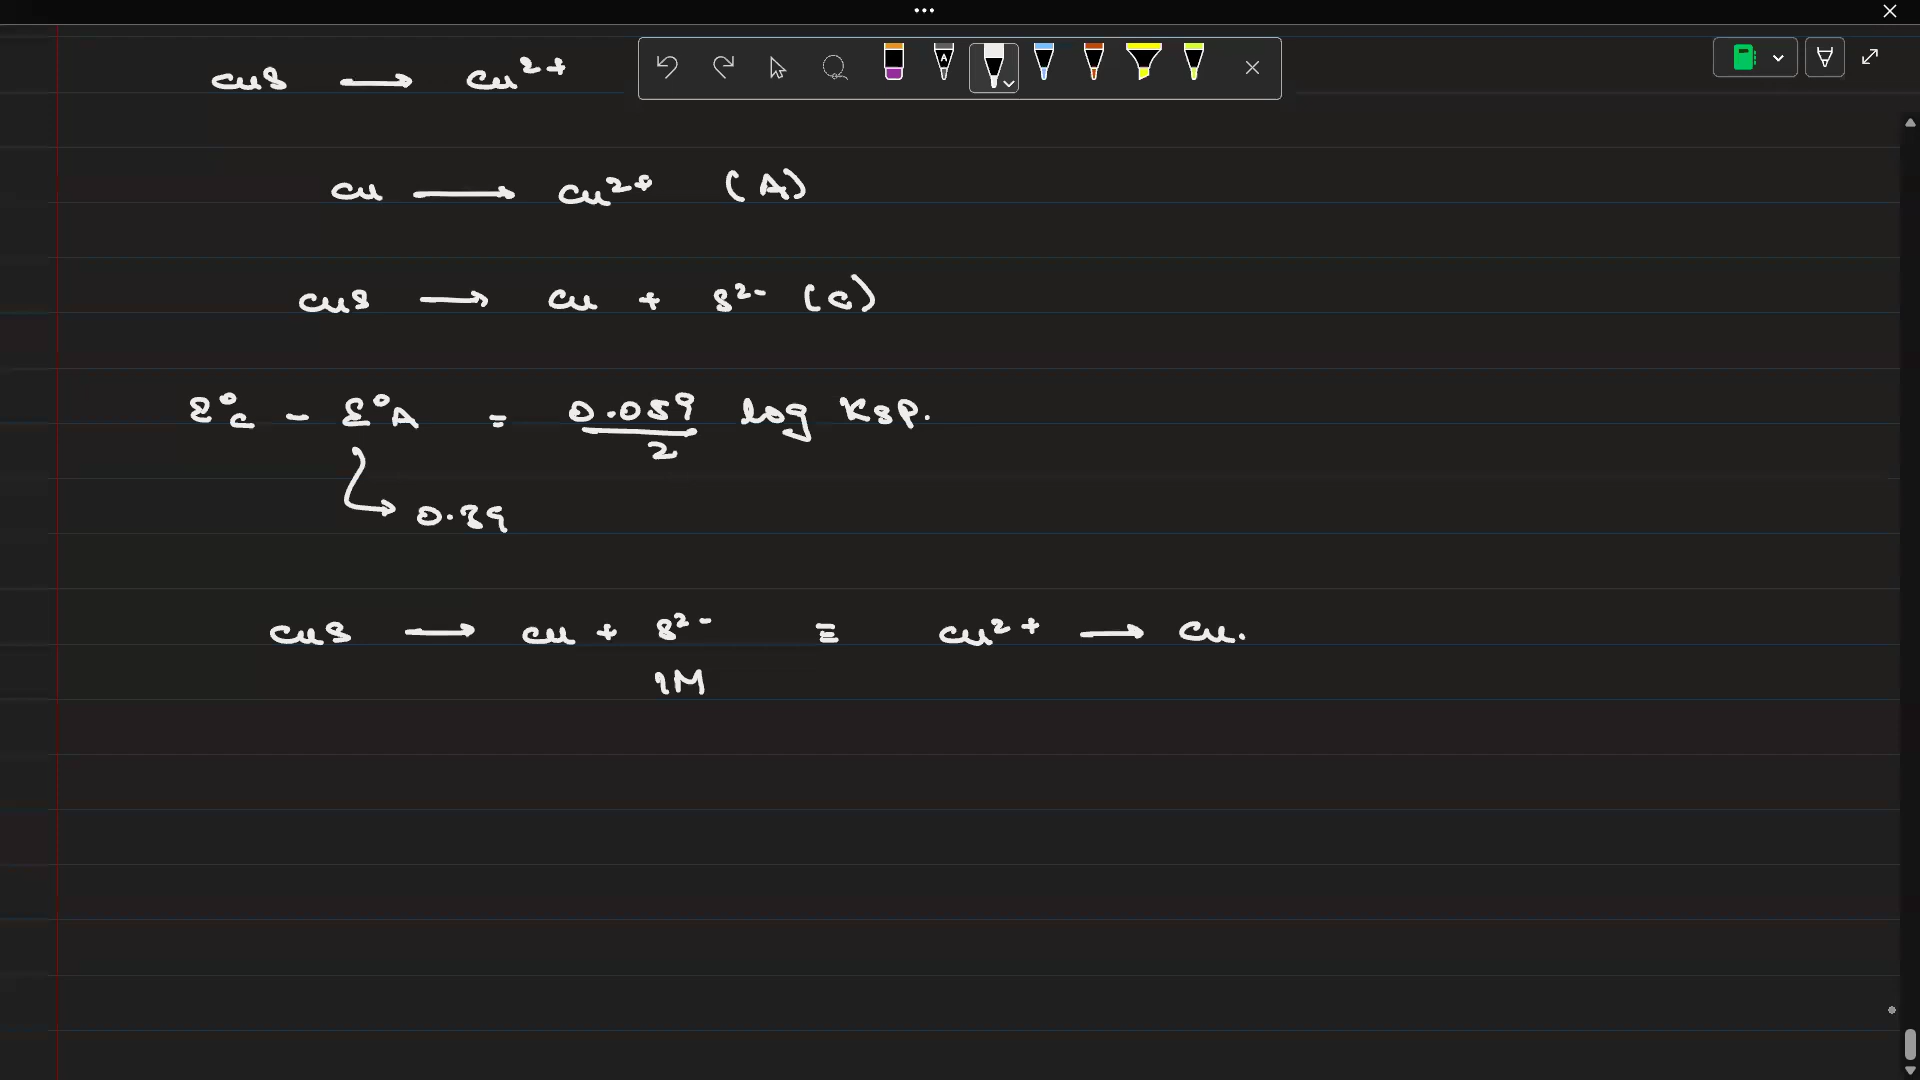 CuS ⟶ Cu²⁺
Cu ⟶ Cu²⁺ (A)
CuS ⟶ Cu + S²⁻ (C)
E°C - E°A = 0.059/2 log Ksp.
0.34
CuS ⟶ Cu + S²⁻ ≡ Cu²⁺ ⟶ Cu.
1M